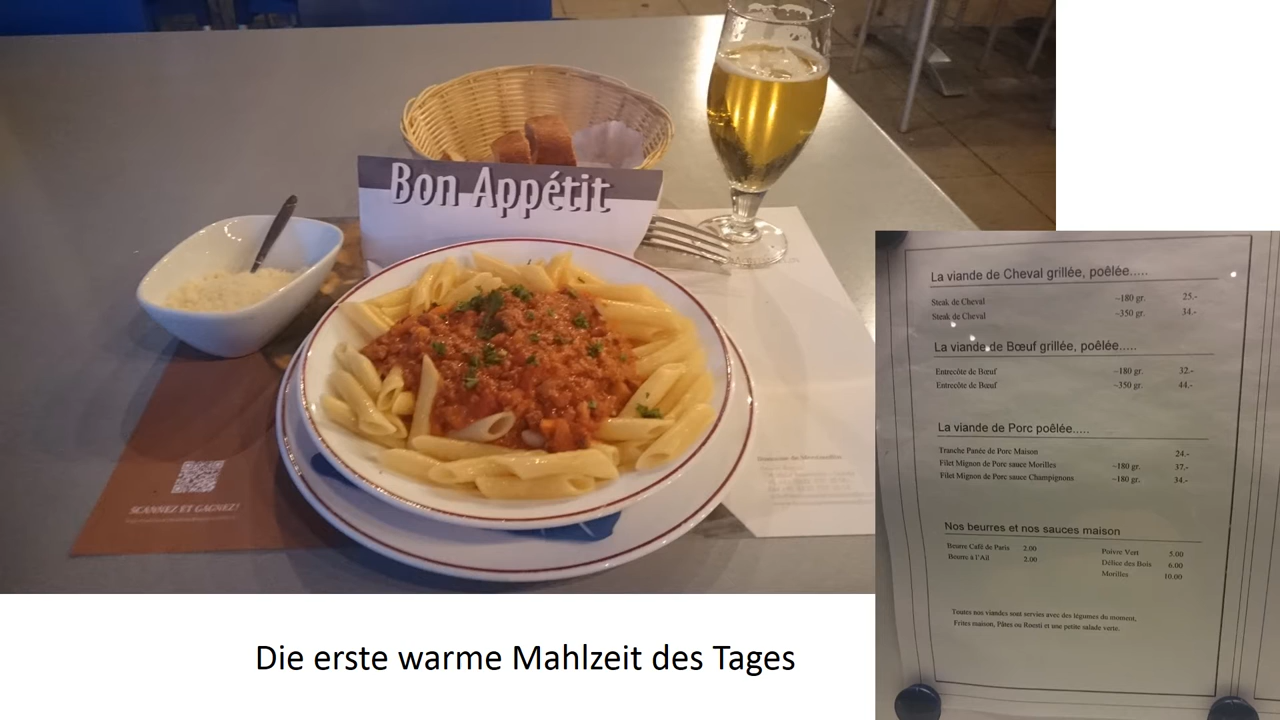 Bon Appétit
SCANNEZ ET GAGNEZ!
La viande de Cheval grillée, poêlée.....
Steak de Cheval ~180 gr. 25.-
Steak de Cheval ~350 gr. 34.-
La viande de Bœuf grillée, poêlée.....
Entrecôte de Bœuf ~180 gr. 32.-
Entrecôte de Bœuf ~350 gr. 44.-
La viande de Porc poêlée.....
Tranche Panée de Porc Maison 24.-
Filet Mignon de Porc sauce Morilles ~180 gr. 37.-
Filet Mignon de Porc sauce Champignons ~180 gr. 34.-
Nos beurres et nos sauces maison
Beurre Café de Paris 2.00 Poivre Vert 5.00
Beurre à l'Ail 2.00 Délice des Bois 6.00
Morilles 10.00
Toutes nos viandes sont servies avec des légumes du moment,
Frites maison, Pâtes ou Roesti et une petite salade verte.
Die erste warme Mahlzeit des Tages